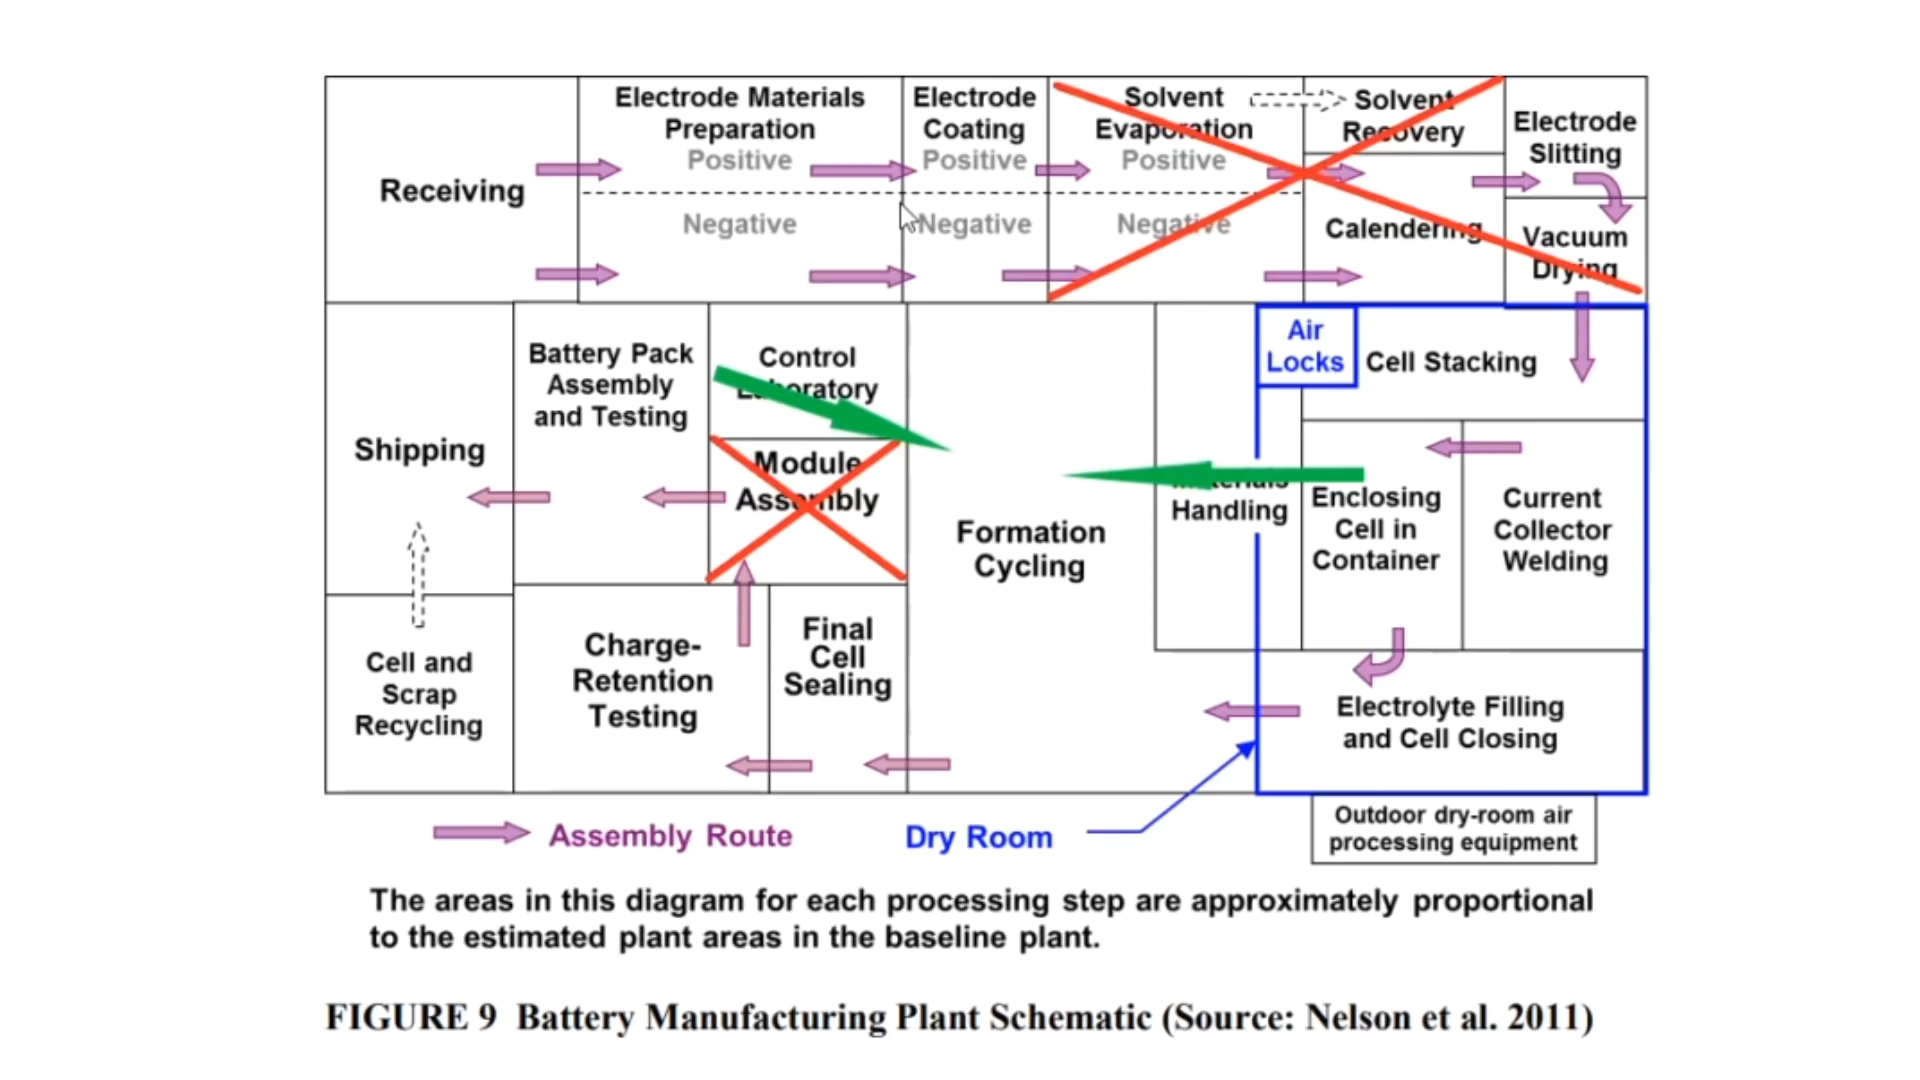 Receiving
Electrode Materials
Preparation
Positive
Negative
Electrode
Coating
Positive
Negative
Solvent
Evaporation
Positive
Negative
Solvent
Recovery
Calendering
Electrode
Slitting
Vacuum
Drying
Shipping
Battery Pack
Assembly
and Testing
Control
Laboratory
Module
Assembly
Formation
Cycling
Materials
Handling
Air
Locks
Cell Stacking
Enclosing
Cell in
Container
Current
Collector
Welding
Cell and
Scrap
Recycling
Charge-
Retention
Testing
Final
Cell
Sealing
Electrolyte Filling
and Cell Closing
Assembly Route
Dry Room
Outdoor dry-room air
processing equipment
The areas in this diagram for each processing step are approximately proportional
to the estimated plant areas in the baseline plant.
FIGURE 9 Battery Manufacturing Plant Schematic (Source: Nelson et al. 2011)